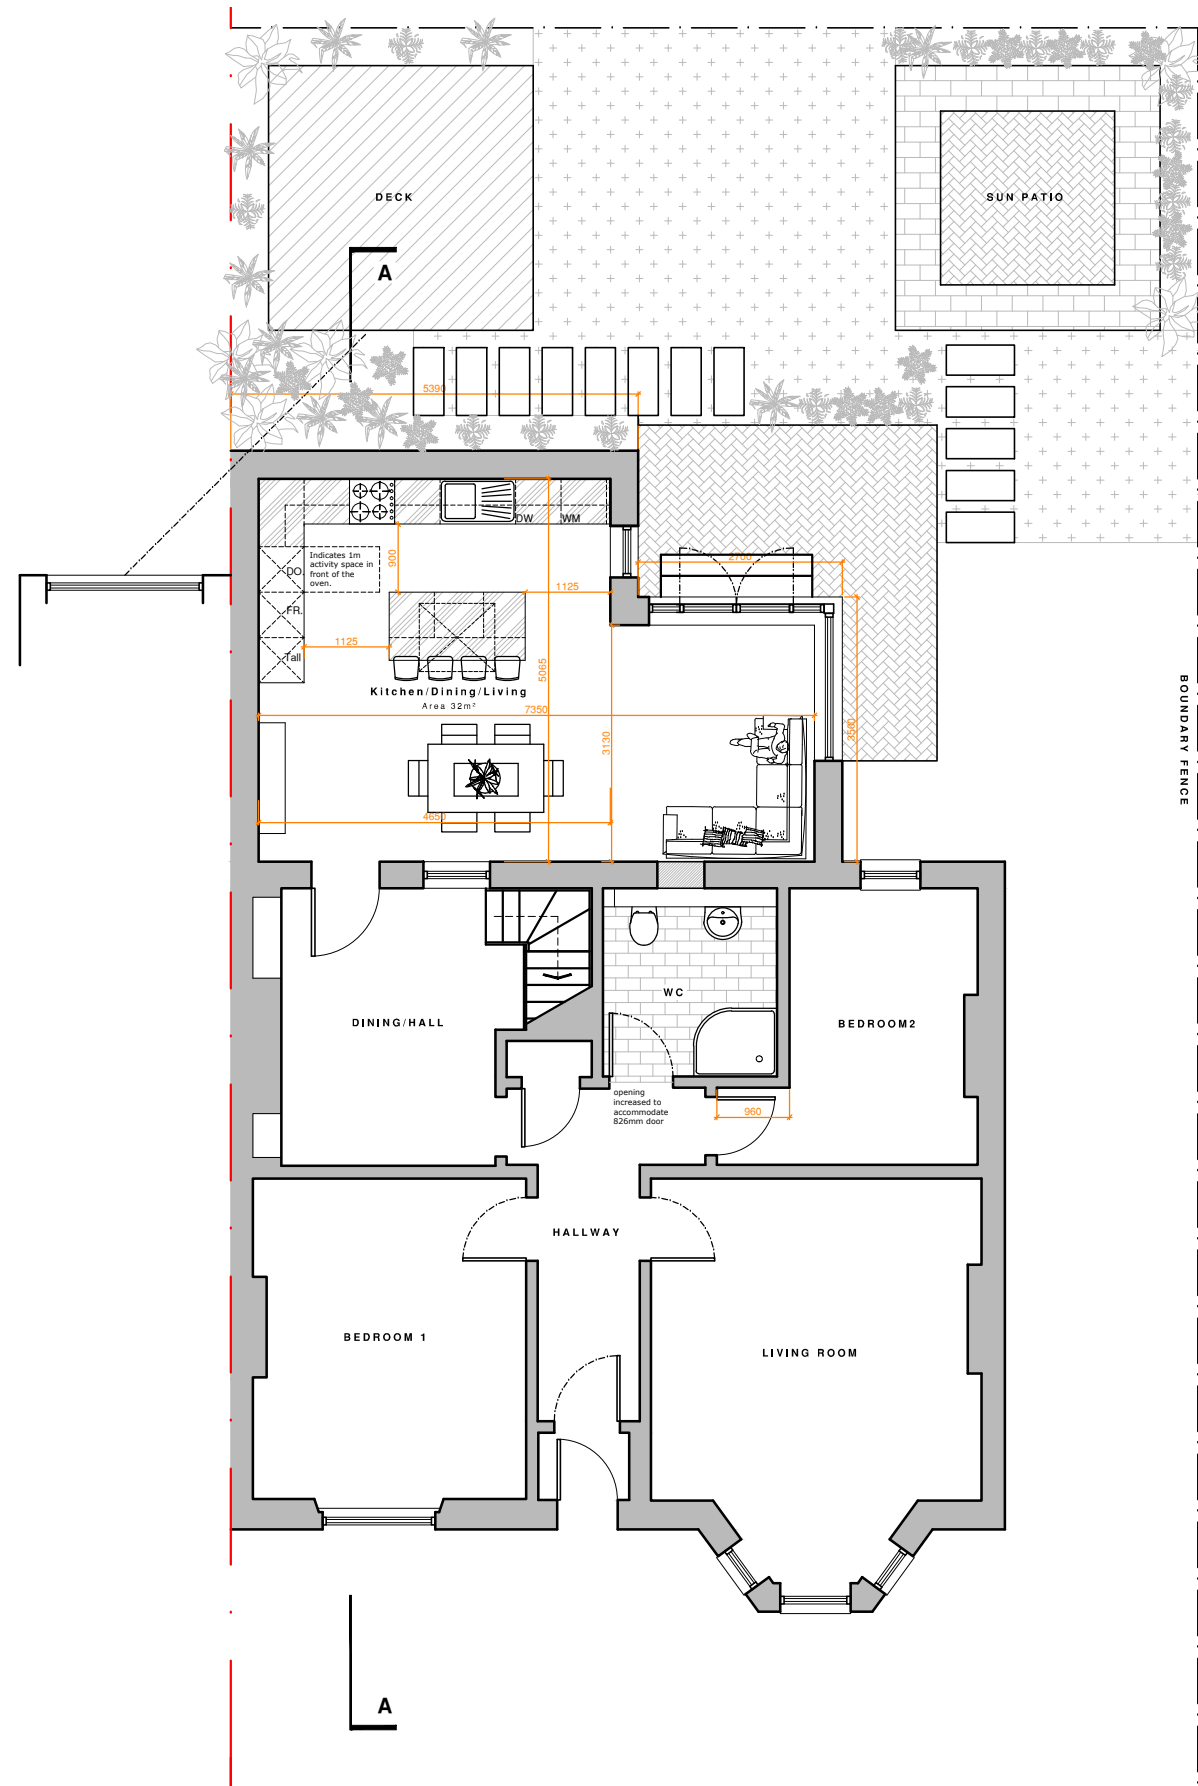 DECK
SUN PATIO
A
5390
DW
WM
Indicates 1m
activity space in
front of the
oven.
DO.
900
2700
1125
FR.
1125
Tall
5065
Kitchen/Dining/Living
Area 32m²
7350
3130
3500
BOUNDARY FENCE
4650
WC
DINING/HALL
BEDROOM2
opening
increased to
accommodate
826mm door
960
HALLWAY
BEDROOM 1
LIVING ROOM
A